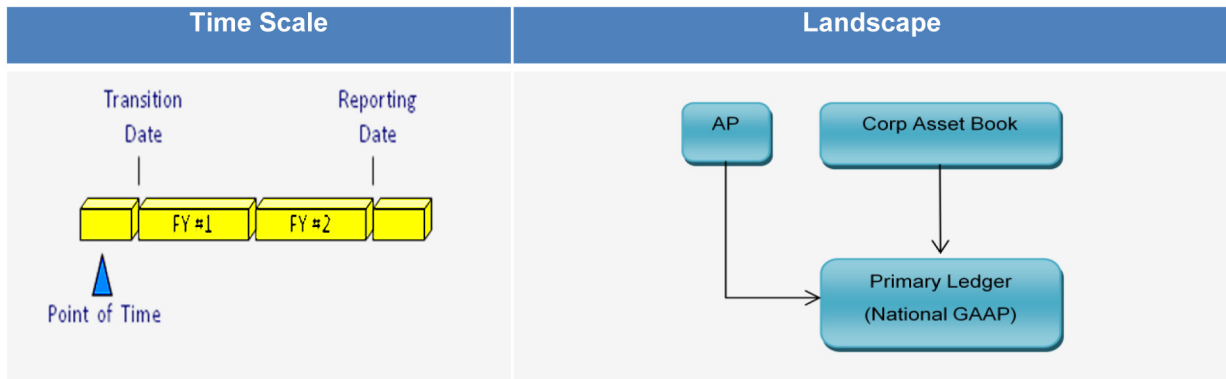 Time Scale
Landscape
Transition
Date
Reporting
Date
FY #1
FY #2
Point of Time
AP
Corp Asset Book
Primary Ledger
(National GAAP)